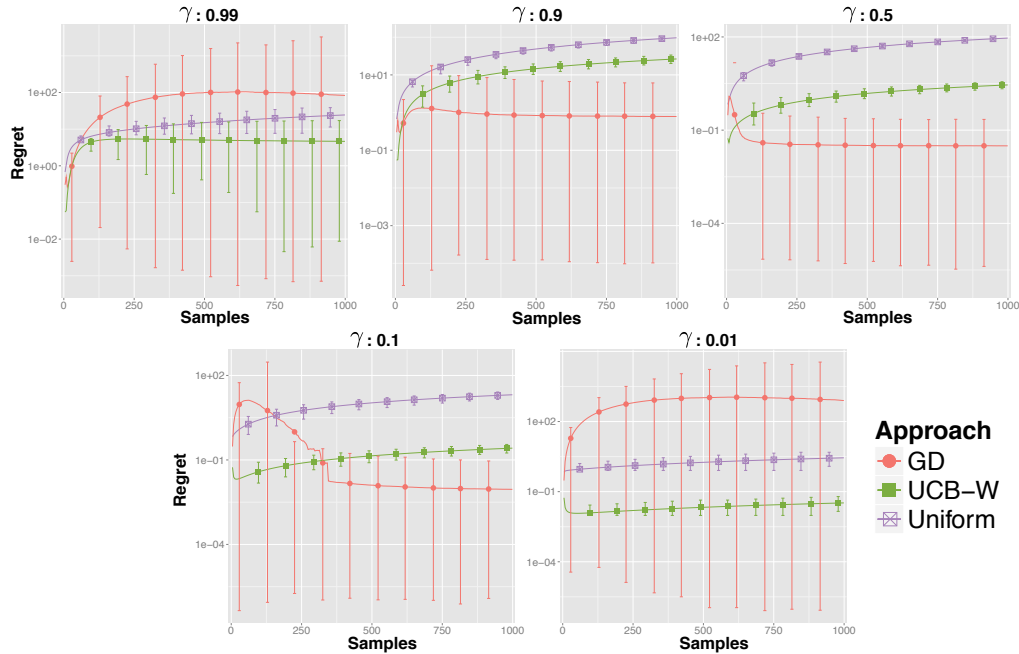 γ : 0.99
γ : 0.9
γ : 0.5
Regret
1e+02
1e+00
1e−02
0
250
500
750
1000
Samples
1e+01
1e−01
1e−03
0
250
500
750
1000
Samples
1e+02
1e−01
1e−04
0
250
500
750
1000
Samples
γ : 0.1
γ : 0.01
Regret
1e+02
1e−01
1e−04
0
250
500
750
1000
Samples
1e+02
1e−01
1e−04
0
250
500
750
1000
Samples
Approach
GD
UCB−W
Uniform